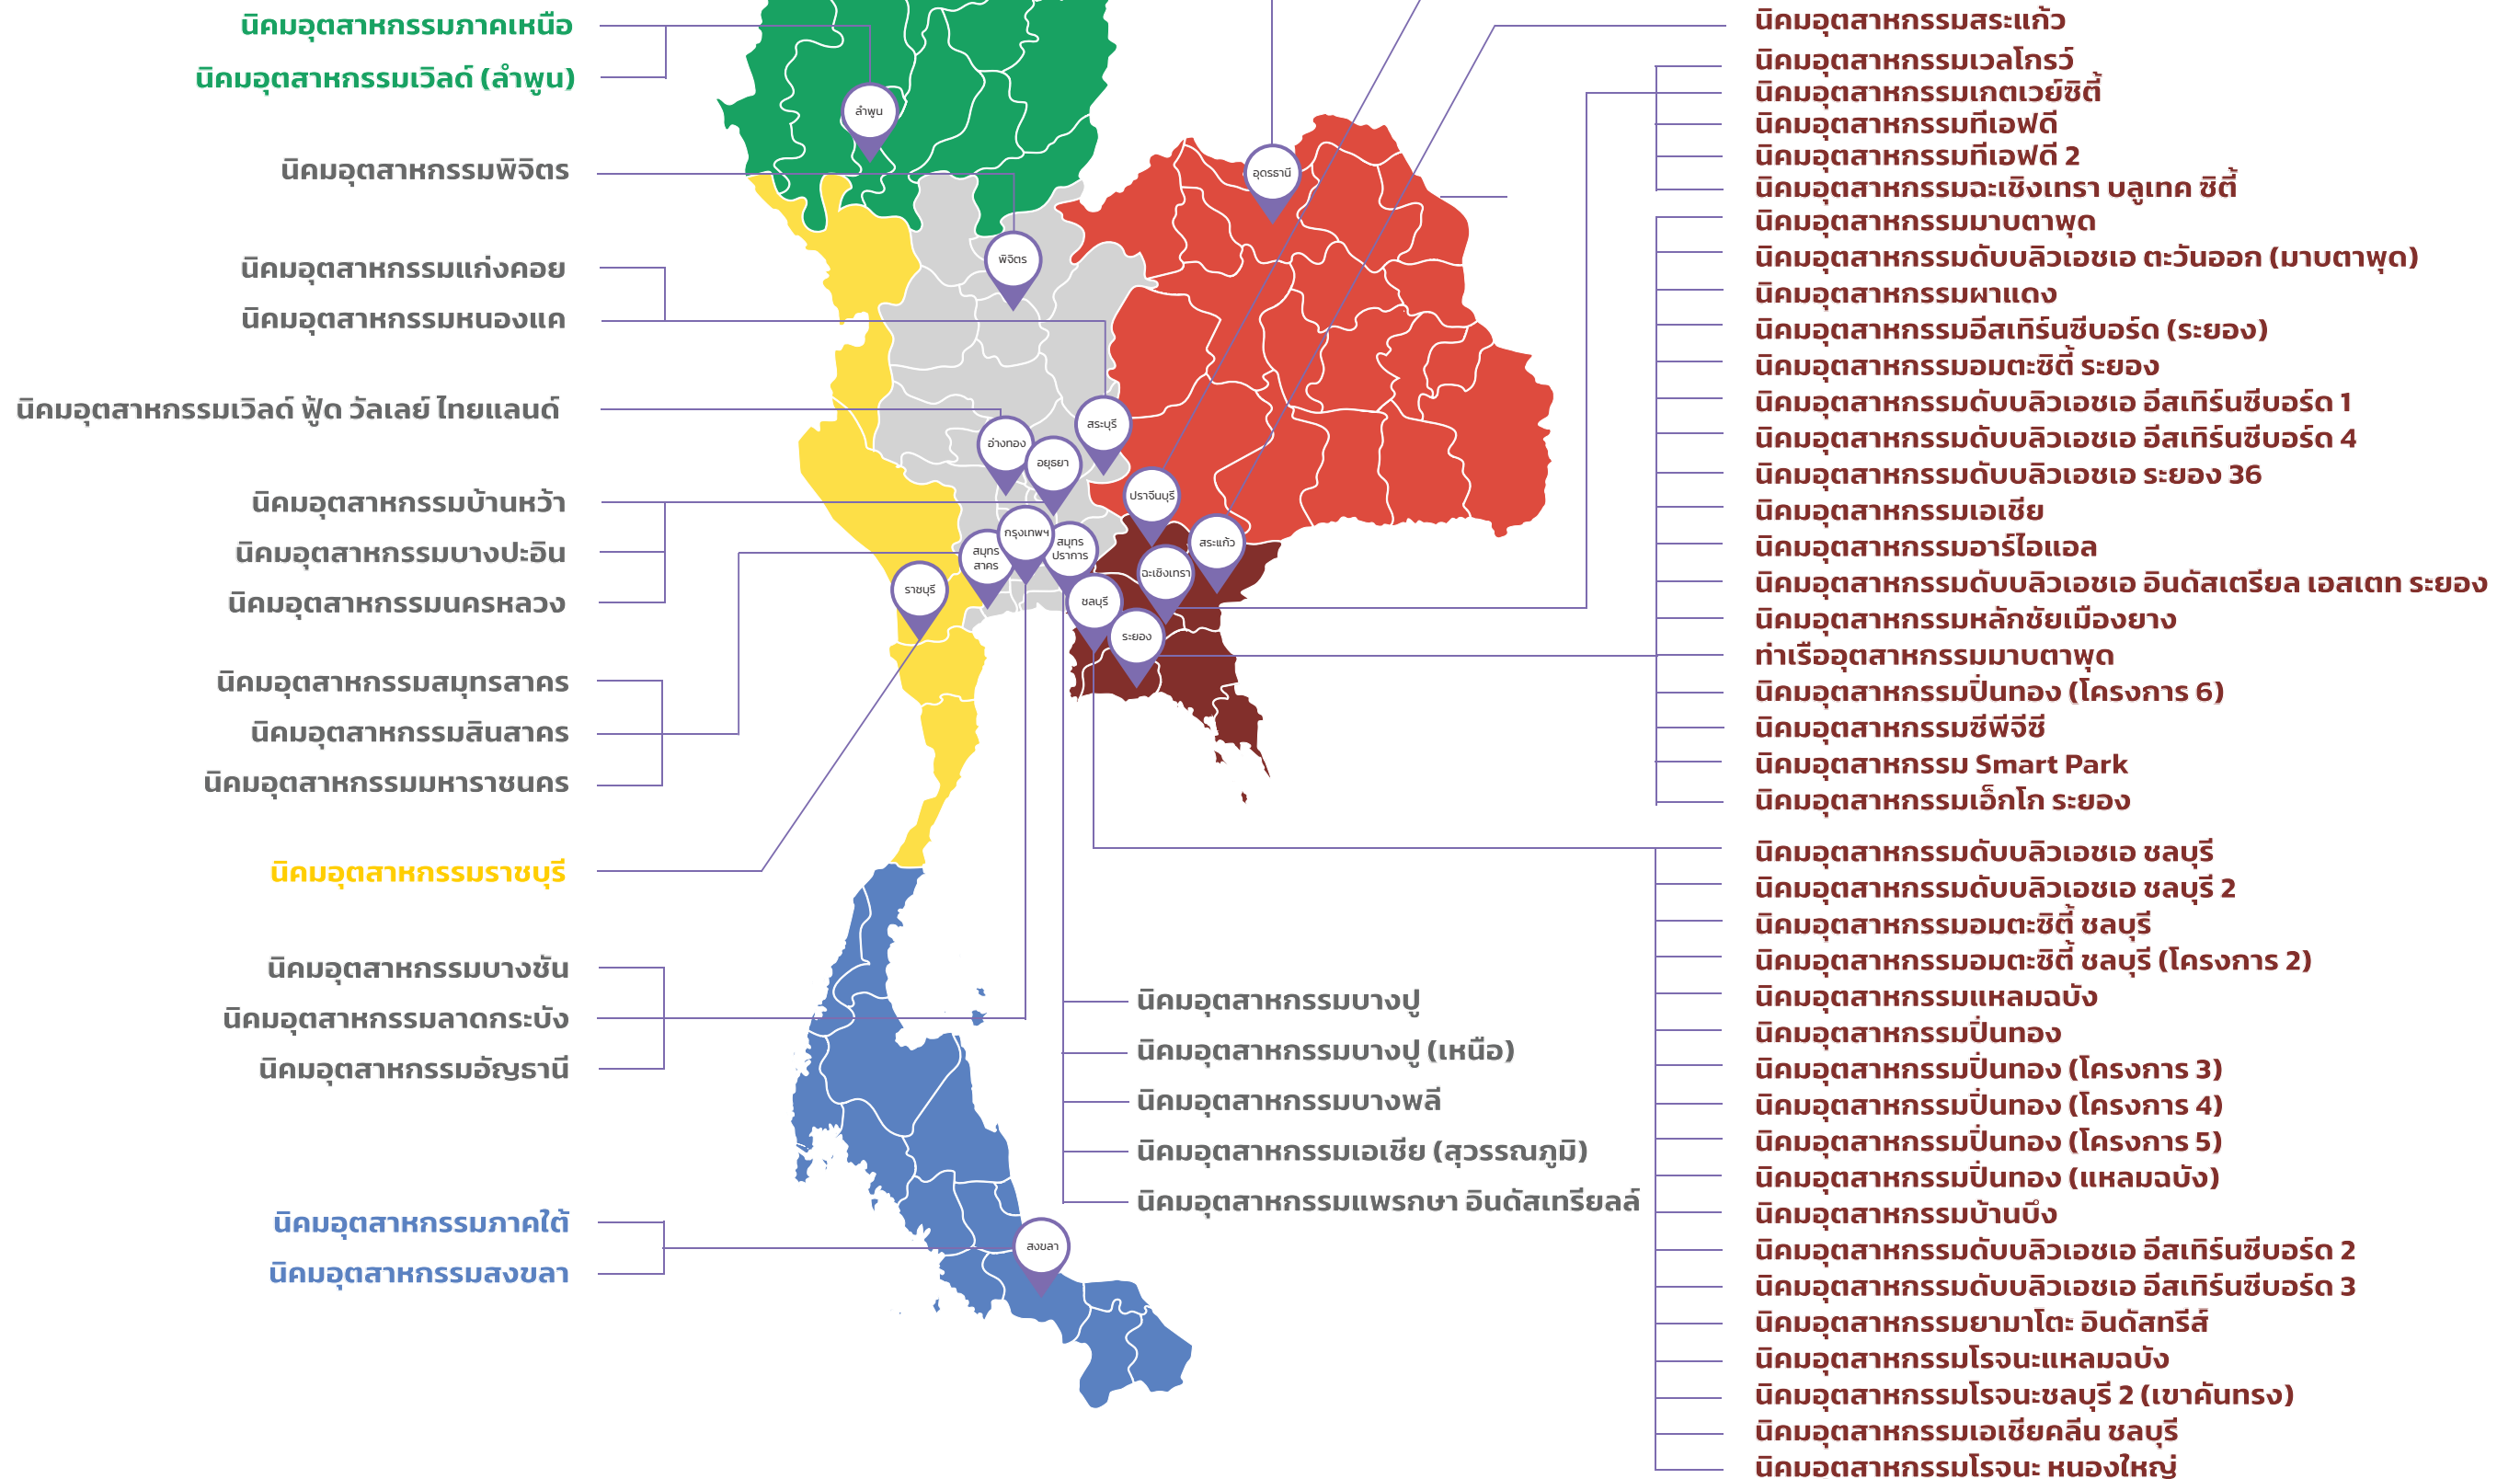 นิคมอุตสาหกรรมภาคเหนือ
นิคมอุตสาหกรรมเวิลด์ (ลำพูน)
นิคมอุตสาหกรรมพิจิตร
นิคมอุตสาหกรรมแก่งคอย
นิคมอุตสาหกรรมหนองแค
นิคมอุตสาหกรรมเวิลด์ ฟู้ด วัลเลย์ ไทยแลนด์
นิคมอุตสาหกรรมบ้านหว้า
นิคมอุตสาหกรรมบางปะอิน
นิคมอุตสาหกรรมนครหลวง
นิคมอุตสาหกรรมสมุทรสาคร
นิคมอุตสาหกรรมสินสาคร
นิคมอุตสาหกรรมมหาราชนคร
นิคมอุตสาหกรรมราชบุรี
นิคมอุตสาหกรรมบางชัน
นิคมอุตสาหกรรมลาดกระบัง
นิคมอุตสาหกรรมอัญธานี
นิคมอุตสาหกรรมภาคใต้
นิคมอุตสาหกรรมสงขลา
ลำพูน
พิจิตร
อุดรธานี
สระบุรี
อ่างทอง
อยุธยา
ปราจีนบุรี
กรุงเทพฯ
สมุทร
ปราการ
สมุทร
สาคร
สระแก้ว
ฉะเชิงเทรา
ราชบุรี
ชลบุรี
ระยอง
สงขลา
นิคมอุตสาหกรรมบางปู
นิคมอุตสาหกรรมบางปู (เหนือ)
นิคมอุตสาหกรรมบางพลี
นิคมอุตสาหกรรมเอเชีย (สุวรรณภูมิ)
นิคมอุตสาหกรรมแพรกษา อินดัสเทรียลล์
นิคมอุตสาหกรรมสระแก้ว
นิคมอุตสาหกรรมเวลโกรว์
นิคมอุตสาหกรรมเกตเวย์ซิตี้
นิคมอุตสาหกรรมทีเอฟดี
นิคมอุตสาหกรรมทีเอฟดี 2
นิคมอุตสาหกรรมฉะเชิงเทรา บลูเทค ซิตี้
นิคมอุตสาหกรรมมาบตาพุด
นิคมอุตสาหกรรมดับบลิวเอชเอ ตะวันออก (มาบตาพุด)
นิคมอุตสาหกรรมผาแดง
นิคมอุตสาหกรรมอีสเทิร์นซีบอร์ด (ระยอง)
นิคมอุตสาหกรรมอมตะซิตี้ ระยอง
นิคมอุตสาหกรรมดับบลิวเอชเอ อีสเทิร์นซีบอร์ด 1
นิคมอุตสาหกรรมดับบลิวเอชเอ อีสเทิร์นซีบอร์ด 4
นิคมอุตสาหกรรมดับบลิวเอชเอ ระยอง 36
นิคมอุตสาหกรรมเอเชีย
นิคมอุตสาหกรรมอาร์ไอแอล
นิคมอุตสาหกรรมดับบลิวเอชเอ อินดัสเตรียล เอสเตท ระยอง
นิคมอุตสาหกรรมหลักชัยเมืองยาง
ท่าเรืออุตสาหกรรมมาบตาพุด
นิคมอุตสาหกรรมปิ่นทอง (โครงการ 6)
นิคมอุตสาหกรรมซีพีจีซี
นิคมอุตสาหกรรม Smart Park
นิคมอุตสาหกรรมเอ็กโก ระยอง
นิคมอุตสาหกรรมดับบลิวเอชเอ ชลบุรี
นิคมอุตสาหกรรมดับบลิวเอชเอ ชลบุรี 2
นิคมอุตสาหกรรมอมตะซิตี้ ชลบุรี
นิคมอุตสาหกรรมอมตะซิตี้ ชลบุรี (โครงการ 2)
นิคมอุตสาหกรรมแหลมฉบัง
นิคมอุตสาหกรรมปิ่นทอง
นิคมอุตสาหกรรมปิ่นทอง (โครงการ 3)
นิคมอุตสาหกรรมปิ่นทอง (โครงการ 4)
นิคมอุตสาหกรรมปิ่นทอง (โครงการ 5)
นิคมอุตสาหกรรมปิ่นทอง (แหลมฉบัง)
นิคมอุตสาหกรรมบ้านบึง
นิคมอุตสาหกรรมดับบลิวเอชเอ อีสเทิร์นซีบอร์ด 2
นิคมอุตสาหกรรมดับบลิวเอชเอ อีสเทิร์นซีบอร์ด 3
นิคมอุตสาหกรรมยามาโตะ อินดัสทรีส์
นิคมอุตสาหกรรมโรจนะแหลมฉบัง
นิคมอุตสาหกรรมโรจนะชลบุรี 2 (เขาคันทรง)
นิคมอุตสาหกรรมเอเชียคลีน ชลบุรี
นิคมอุตสาหกรรมโรจนะ หนองใหญ่